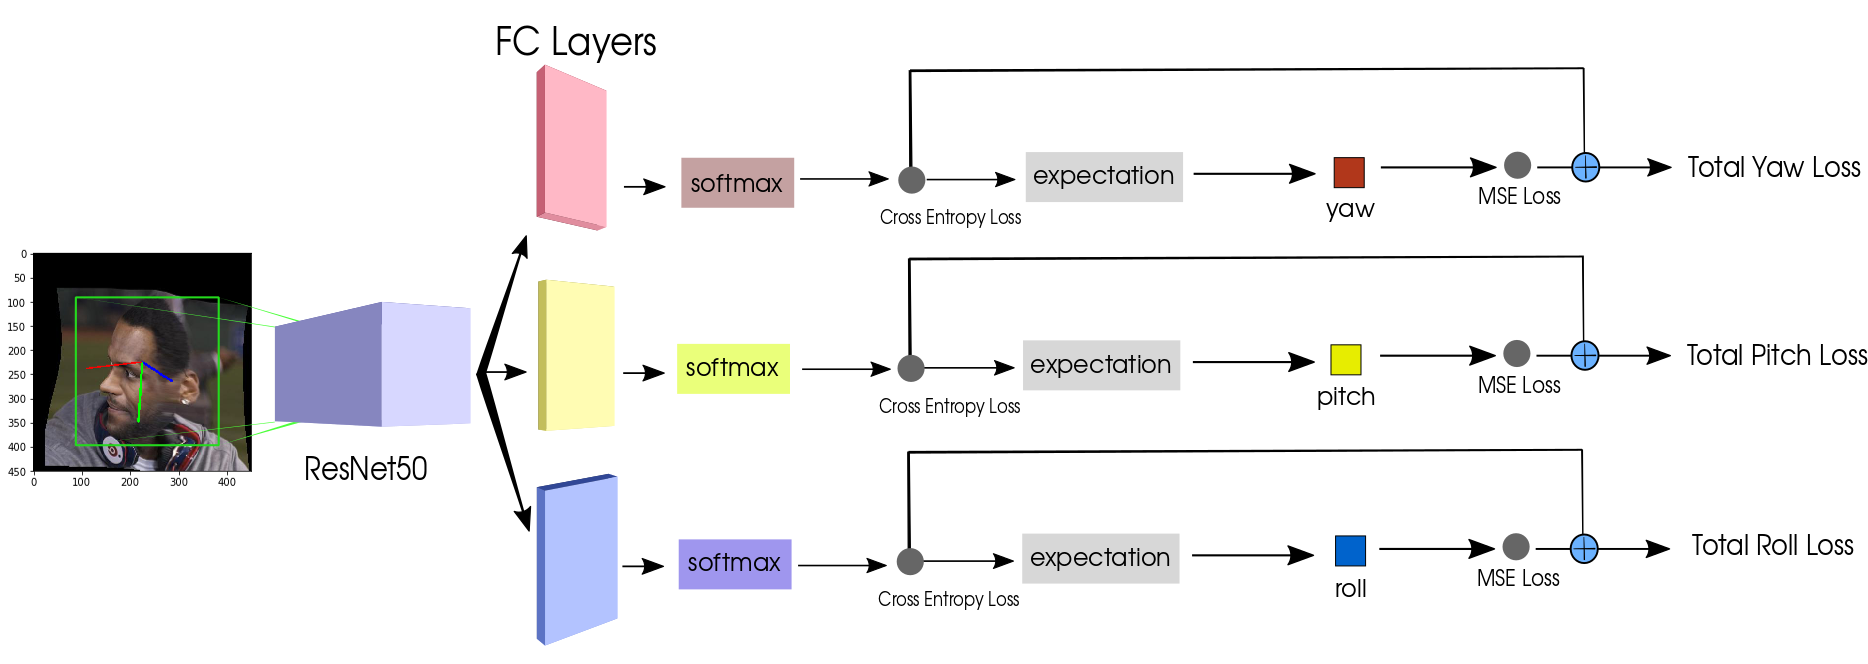 FC Layers
softmax
Cross Entropy Loss
expectation
yaw
MSE Loss
Total Yaw Loss
0
50
100
150
200
250
300
350
400
450
0
100
200
300
400
ResNet50
softmax
Cross Entropy Loss
expectation
pitch
MSE Loss
Total Pitch Loss
softmax
Cross Entropy Loss
expectation
roll
MSE Loss
Total Roll Loss